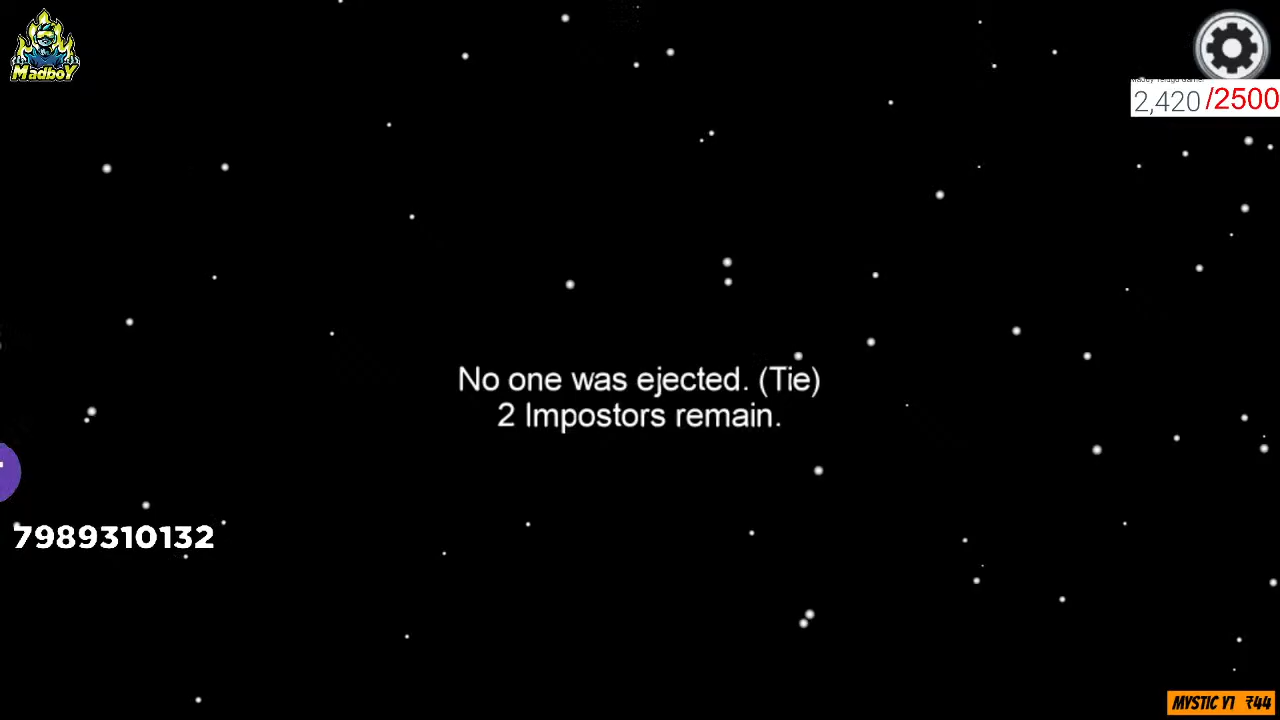 MadboY
2,420 /2500
No one was ejected. (Tie)
2 Impostors remain.
7989310132
MYSTIC YT ₹44